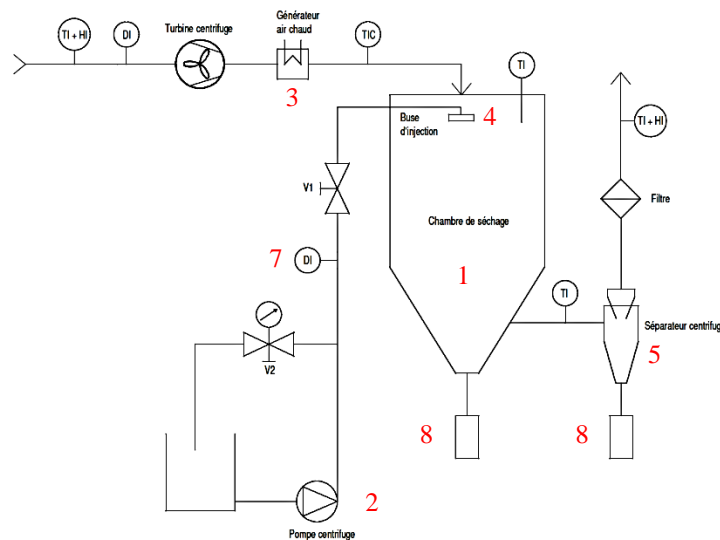 Générateur
air chaud
Turbine centrifuge
TI + HI
DI
TIC
3
TI
4
Buse
d'injection
TI + HI
V1
Filtre
Chambre de séchage
7
DI
1
TI
Séparateur centrifug
5
V2
8
8
2
Pompe centrifuge